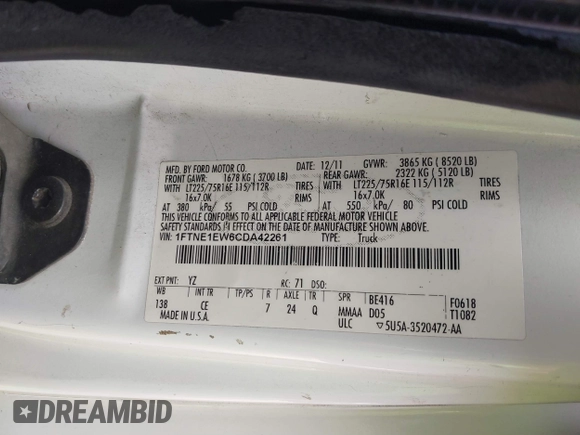 MFD. BY FORD MOTOR CO.
12/11 GVWR: 3865 KG ( 8520 LB)
FRONT GAWR: 1678 KG ( 3700 LB) REAR GAWR: 2322 KG ( 5120 LB)
WITH LT225/75R16E 115/112R TIRES WITH LT225/75R16E 115/112R TIRES
16x7.0K RIMS 16x7.0K RIMS
AT 380 kPa/ 55 PSI COLD AT 550 kPa/ 80 PSI COLD
THIS VEHICLE CONFORMS TO ALL APPLICABLE FEDERAL MOTOR VEHICLE
SAFETY STANDARDS IN EFFECT ON THE DATE OF MANUFACTURE SHOWN ABOVE.
VIN: 1FTNE1EW6CDA42261 TYPE: Truck
EXT PNT: YZ RC: 71 DSO:
WB TP/PS R AXLE TR SPR BE416 F0618
138 CE 7 24 Q MMAA D05 T1082
MADE IN U.S.A. ULC 5U5A-3520472-AA
DREAMBID